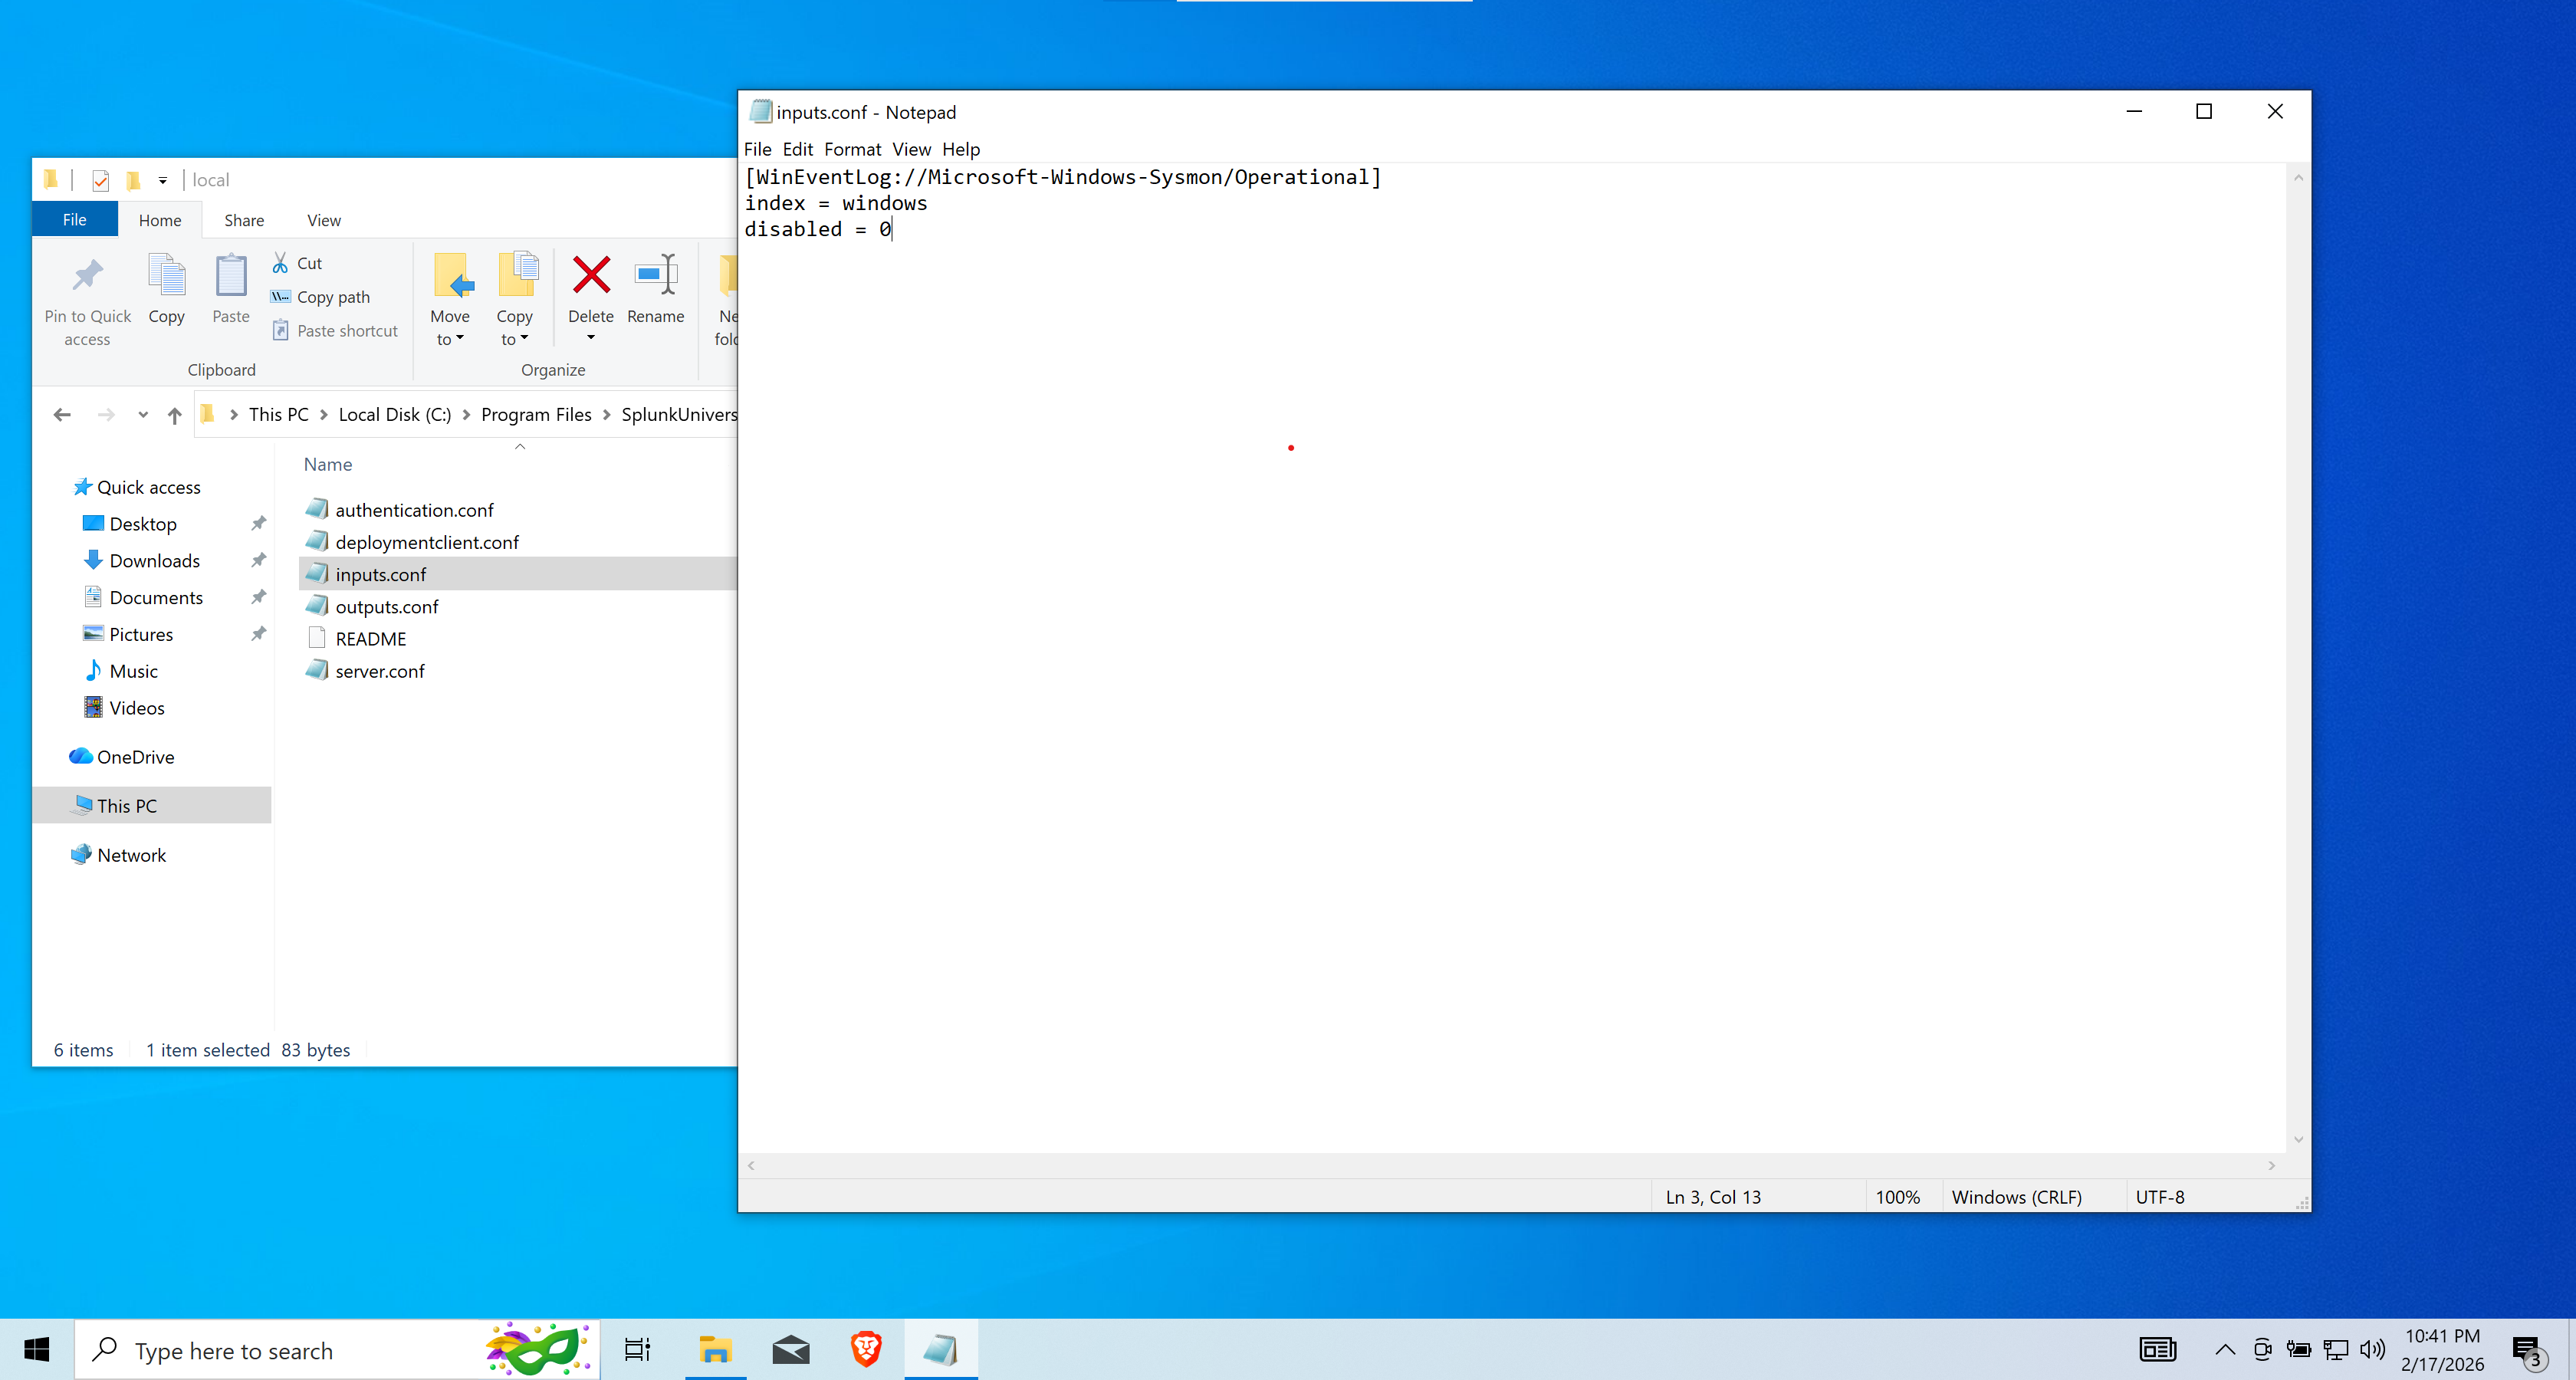 local
File Home Share View
Pin to Quick access
Copy
Paste
Cut
Copy path
Paste shortcut
Clipboard
Move to
Copy to
Delete
Rename
Organize
This PC > Local Disk (C:) > Program Files >
Name
Quick access
Desktop
Downloads
Documents
Pictures
Music
Videos
OneDrive
This PC
Network
authentication.conf
deploymentclient.conf
inputs.conf
outputs.conf
README
server.conf
6 items 1 item selected 83 bytes
inputs.conf - Notepad
File Edit Format View Help
[WinEventLog://Microsoft-Windows-Sysmon/Operational]
index = windows
disabled = 0
Ln 3, Col 13 100% Windows (CRLF) UTF-8
Type here to search
10:41 PM
2/17/2026
3